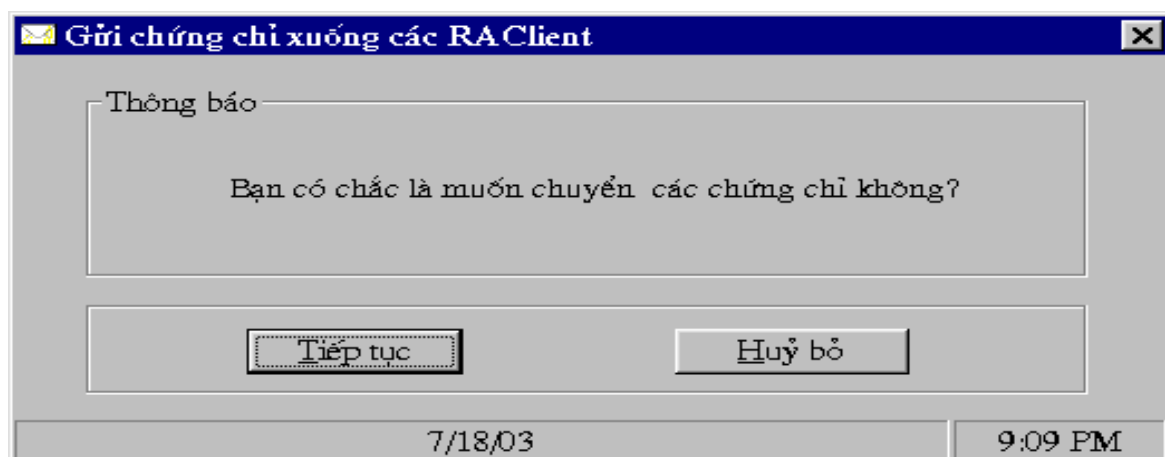 Gửi chứng chỉ xuống các RAClient
Thông báo
Bạn có chắc là muốn chuyển các chứng chỉ không?
Tiếp tục
Huỷ bỏ
7/18/03
9:09 PM